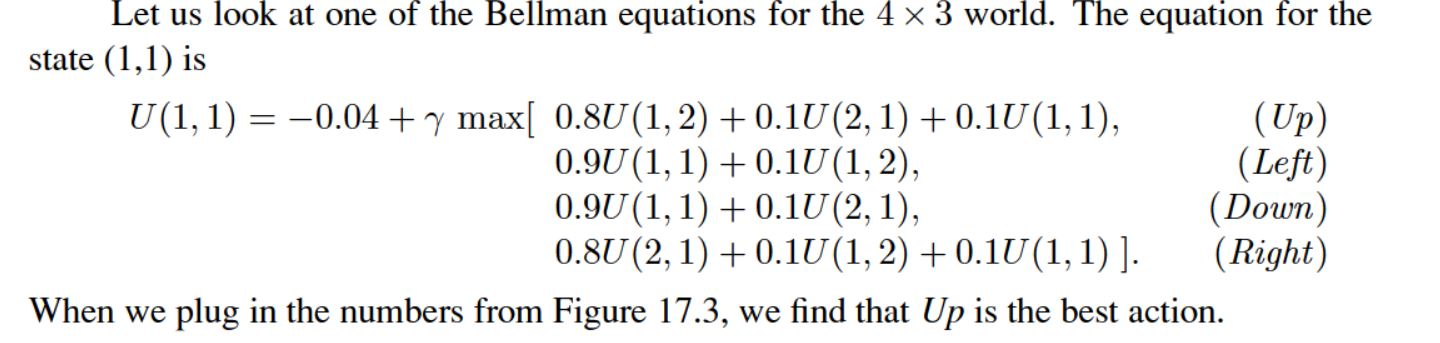 Let us look at one of the Bellman equations for the 4 × 3 world. The equation for the
state (1,1) is
U(1, 1) = −0.04 + γ max[ 0.8U(1, 2) + 0.1U(2, 1) + 0.1U(1, 1), (Up)
0.9U(1, 1) + 0.1U(1, 2), (Left)
0.9U(1, 1) + 0.1U(2, 1), (Down)
0.8U(2, 1) + 0.1U(1, 2) + 0.1U(1, 1) ]. (Right)
When we plug in the numbers from Figure 17.3, we find that Up is the best action.